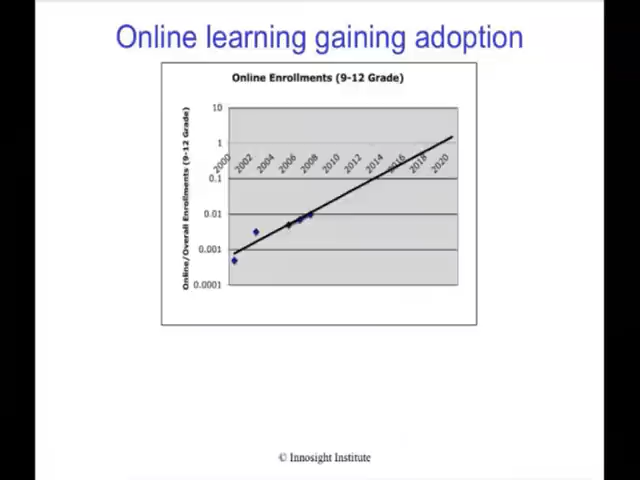 Online learning gaining adoption
Online Enrollments (9-12 Grade)
Online/Overall Enrollments (9-12 Grade)
10
1
0.1
0.01
0.001
0.0001
2000 2002 2004 2006 2008 2010 2012 2014 2016 2018 2020
© Innosight Institute